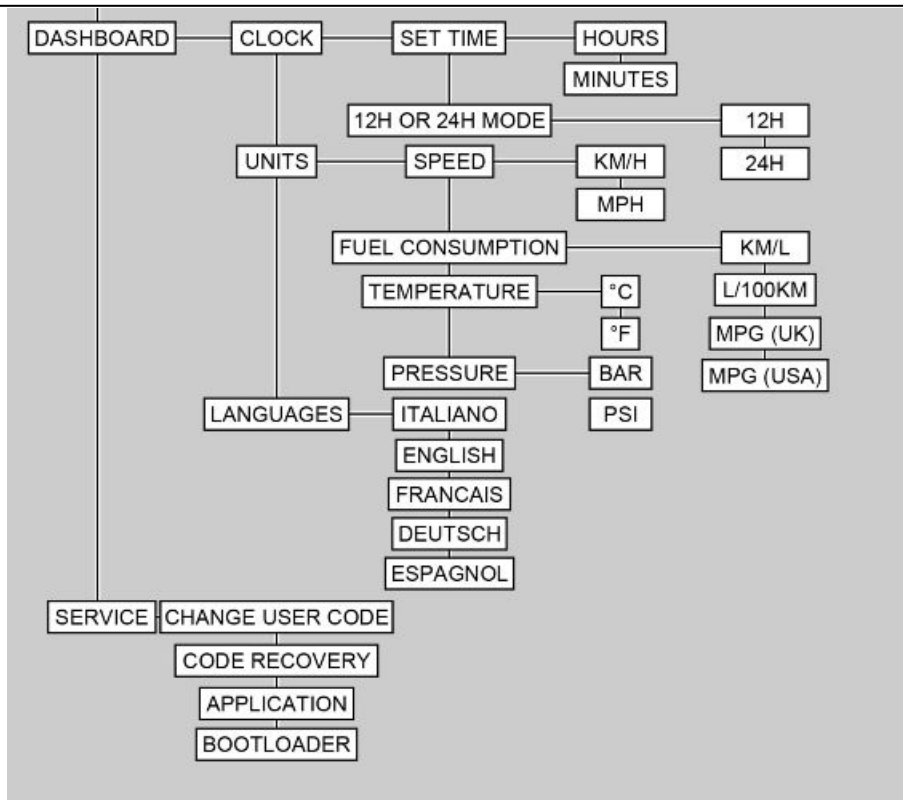 DASHBOARD CLOCK SET TIME HOURS
MINUTES
12H OR 24H MODE 12H
UNITS SPEED KM/H 24H
MPH
FUEL CONSUMPTION KM/L
TEMPERATURE °C L/100KM
°F MPG (UK)
PRESSURE BAR MPG (USA)
LANGUAGES ITALIANO PSI
ENGLISH
FRANCAIS
DEUTSCH
ESPAGNOL
SERVICE CHANGE USER CODE
CODE RECOVERY
APPLICATION
BOOTLOADER